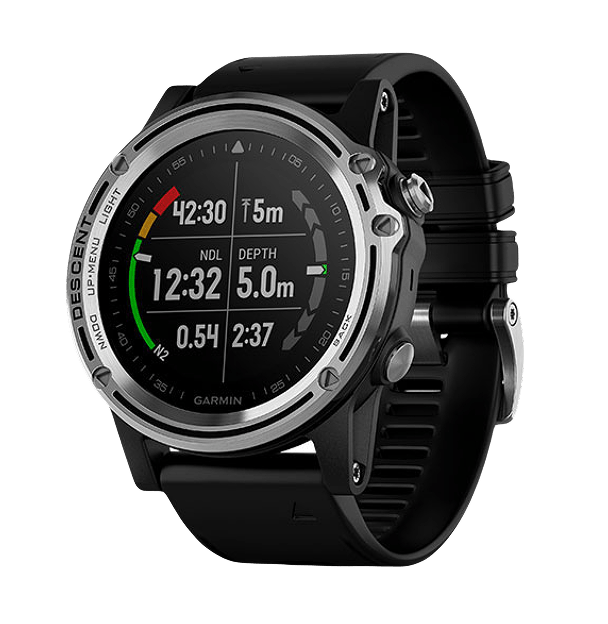 55
05
50
42:30 5m
LIGHT
UP·MENU
DESCENT
DOWN
45
NDL DEPTH
15
12:32 5.0m
0.54 2:37
BACK
40
20
N2
35
25
GARMIN